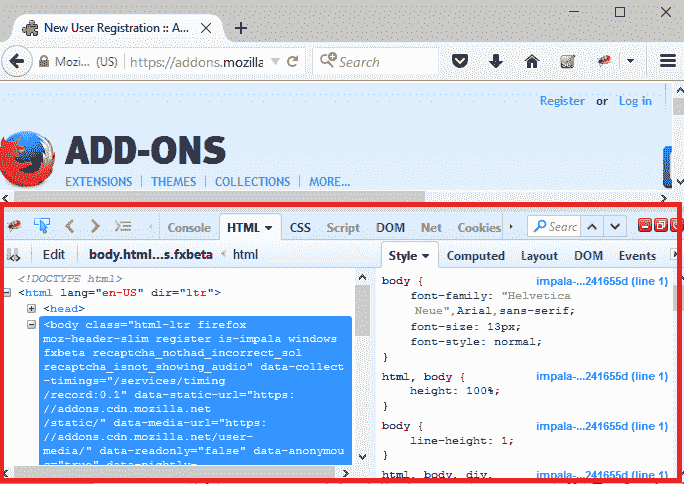 New User Registration :: A...
Mozi... (US) https://addons.mozilla Search
Register or Log in
ADD-ONS
EXTENSIONS THEMES COLLECTIONS MORE...
Console HTML CSS Script DOM Net Cookies Searc
Edit body.html...s.fxbeta < html Style Computed Layout DOM Events
<!DOCTYPE html>
<html lang="en-US" dir="ltr">
<head>
<body class="html-ltr firefox
moz-header-slim register is-impala windows
fxbeta recaptcha_nothad_incorrect_sol
recaptcha_isnot_showing_audio" data-collect
-timings="/services/timing
/record:0.1" data-static-url="https:
//addons.cdn.mozilla.net
/static/" data-media-url="https:
//addons.cdn.mozilla.net/user-
media/" data-readonly="false" data-anonymou
s="true" data-nightly-
body { impala-...241655d (line 1)
font-family: "Helvetica
Neue",Arial,sans-serif;
font-size: 13px;
font-style: normal;
}
html, body { impala-...241655d (line 1)
height: 100%;
}
body { impala-...241655d (line 1)
line-height: 1;
}
html, body, div, impala-...241655d (line 1)